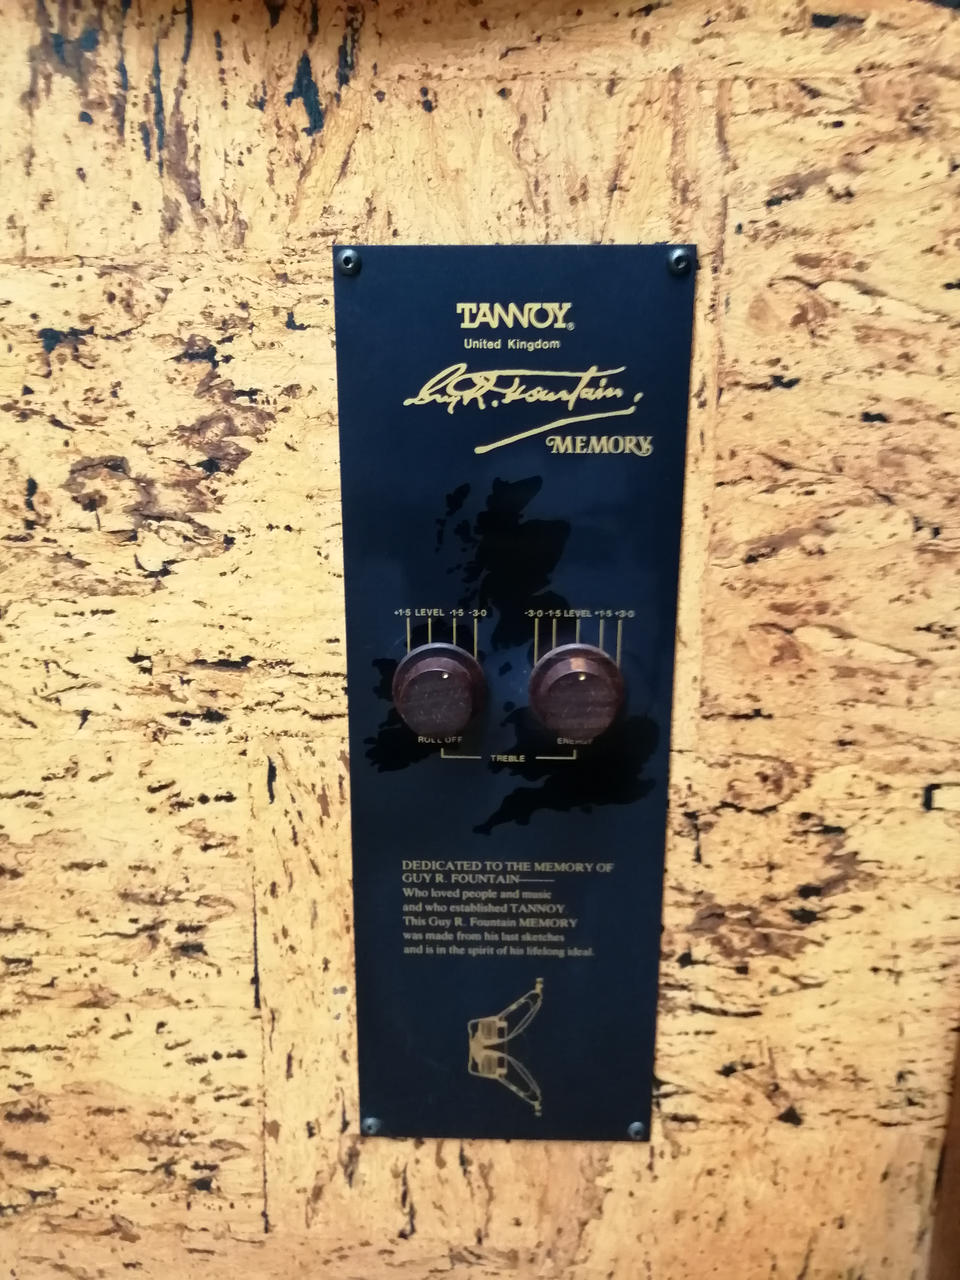 TANNOY®
United Kingdom
Guy R. Fountain
MEMORY
+1·5 LEVEL -1·5 -3·0
-3·0 -1·5 LEVEL +1·5 +3·0
ROLL OFF
ENERGY
TREBLE
DEDICATED TO THE MEMORY OF
GUY R. FOUNTAIN
Who loved people and music
and who established TANNOY.
This Guy R. Fountain MEMORY
was made from his last sketches
and is in the spirit of his lifelong ideal.